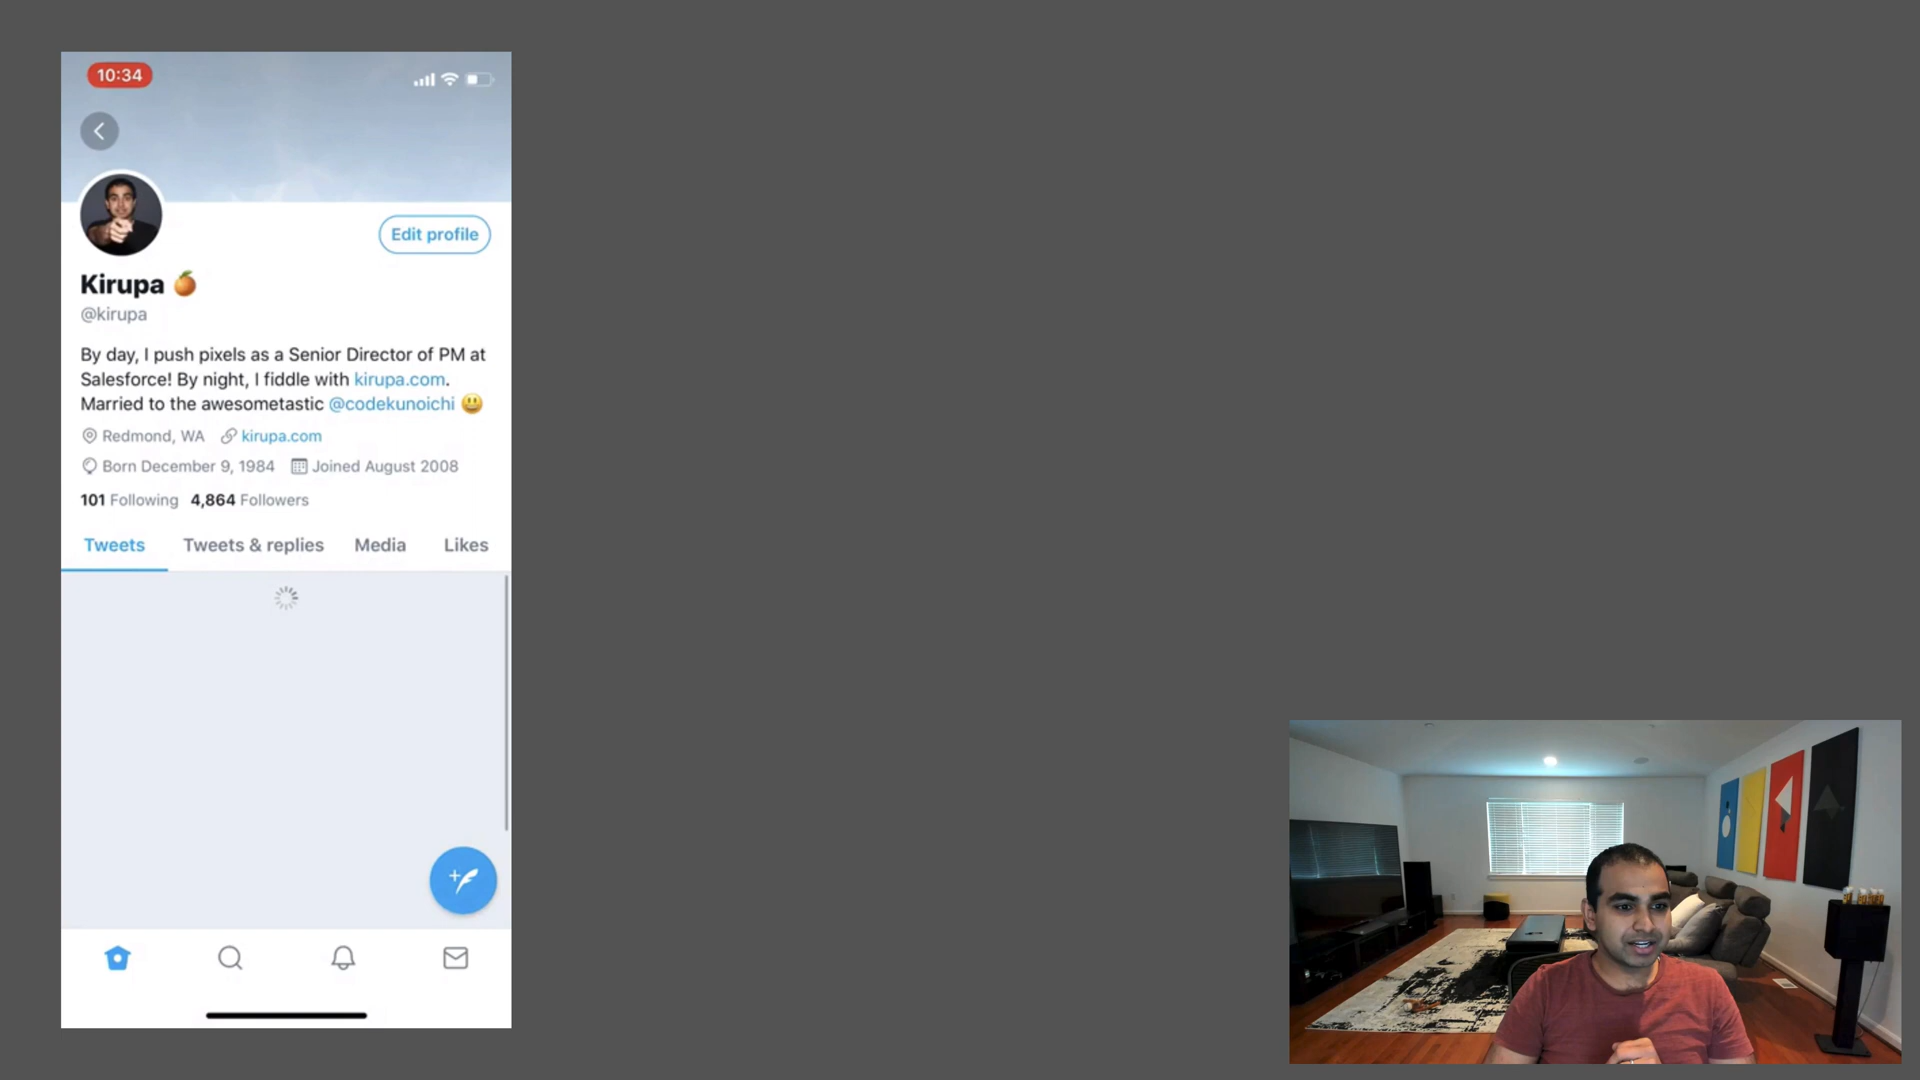 10:34
Edit profile
Kirupa 🍊
@kirupa
By day, I push pixels as a Senior Director of PM at
Salesforce! By night, I fiddle with kirupa.com.
Married to the awesometastic @codekunoichi 😃
Redmond, WA kirupa.com
Born December 9, 1984 Joined August 2008
101 Following 4,864 Followers
Tweets Tweets & replies Media Likes